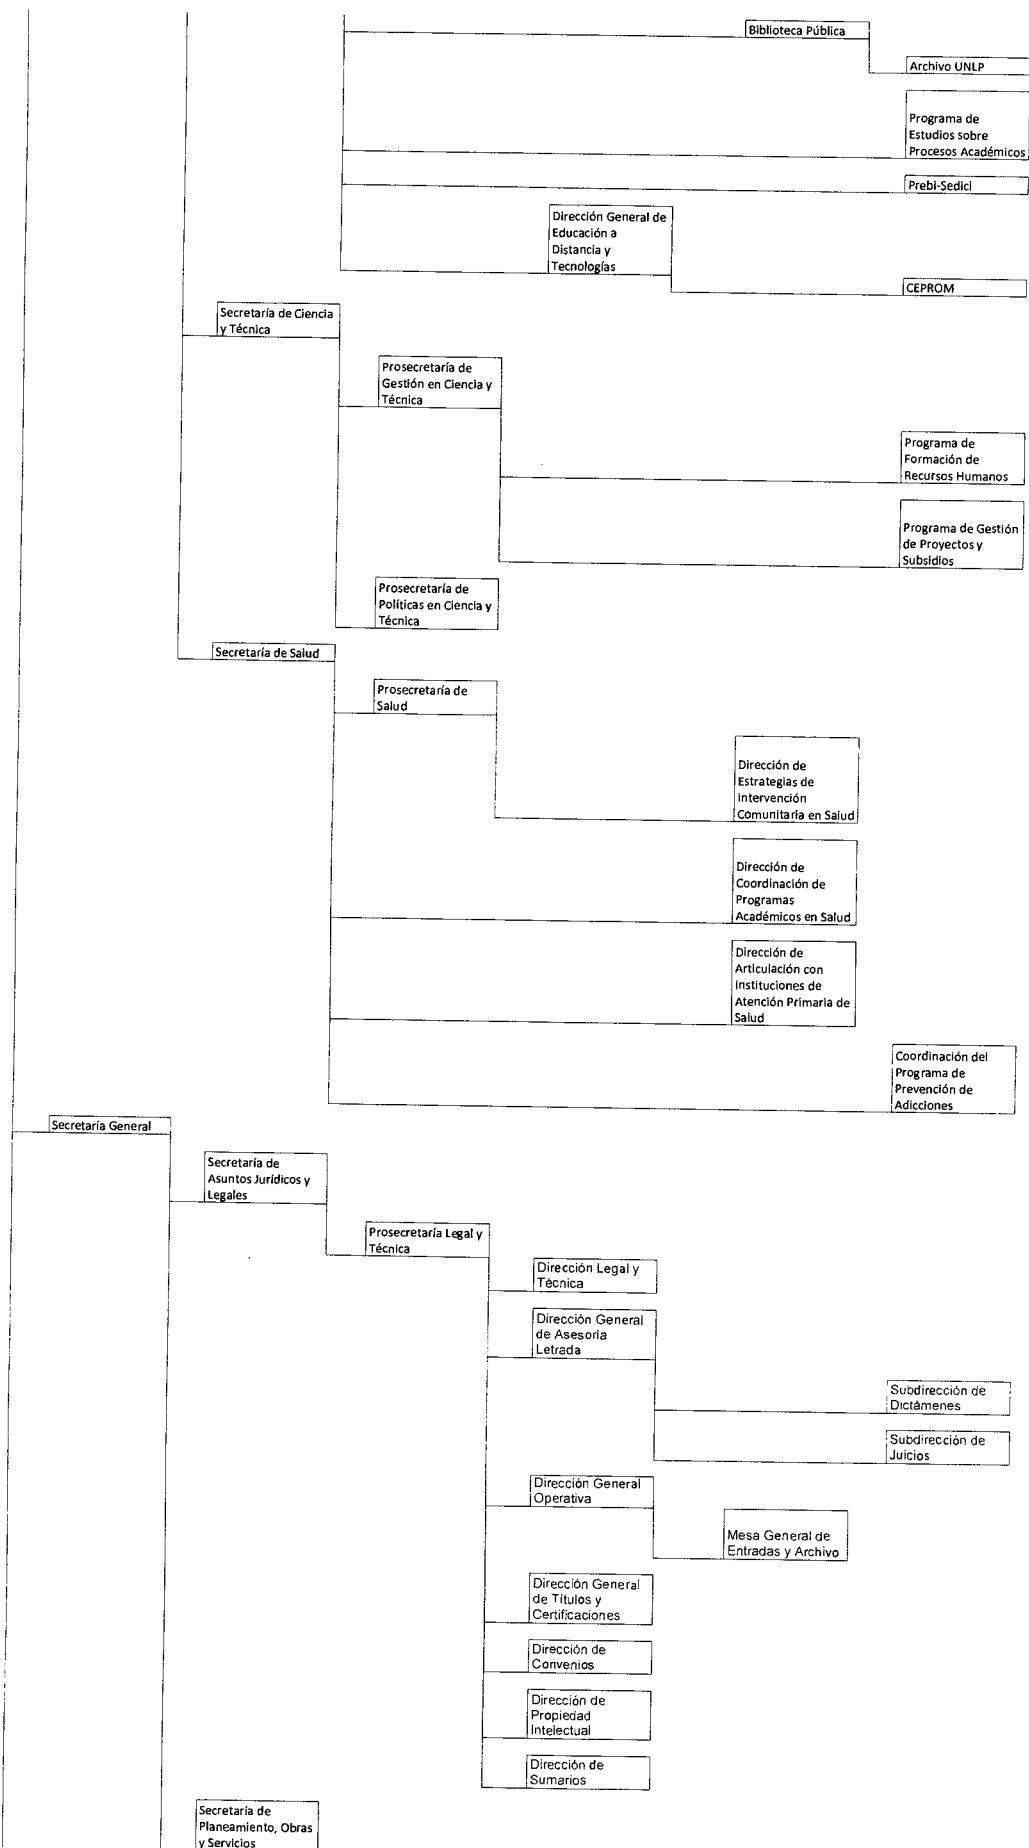 Biblioteca Pública
Archivo UNLP
Programa de
Estudios sobre
Procesos Académicos
Prebi-Sedici
Dirección General de
Educación a
Distancia y
Tecnologías
CEPROM
Secretaría de Ciencia
y Técnica
Prosecretaría de
Gestión en Ciencia y
Técnica
Programa de
Formación de
Recursos Humanos
Programa de Gestión
de Proyectos y
Subsidios
Prosecretaría de
Políticas en Ciencia y
Técnica
Secretaría de Salud
Prosecretaría de
Salud
Dirección de
Estrategias de
Intervención
Comunitaria en Salud
Dirección de
Coordinación de
Programas
Académicos en Salud
Dirección de
Articulación con
Instituciones de
Atención Primaria de
Salud
Coordinación del
Programa de
Prevención de
Adicciones
Secretaría General
Secretaría de
Asuntos Jurídicos y
Legales
Prosecretaría Legal y
Técnica
Dirección Legal y
Técnica
Dirección General
de Asesoría
Letrada
Subdirección de
Dictámenes
Subdirección de
Juicios
Dirección General
Operativa
Mesa General de
Entradas y Archivo
Dirección General
de Títulos y
Certificaciones
Dirección de
Convenios
Dirección de
Propiedad
Intelectual
Dirección de
Sumarios
Secretaría de
Planeamiento, Obras
y Servicios